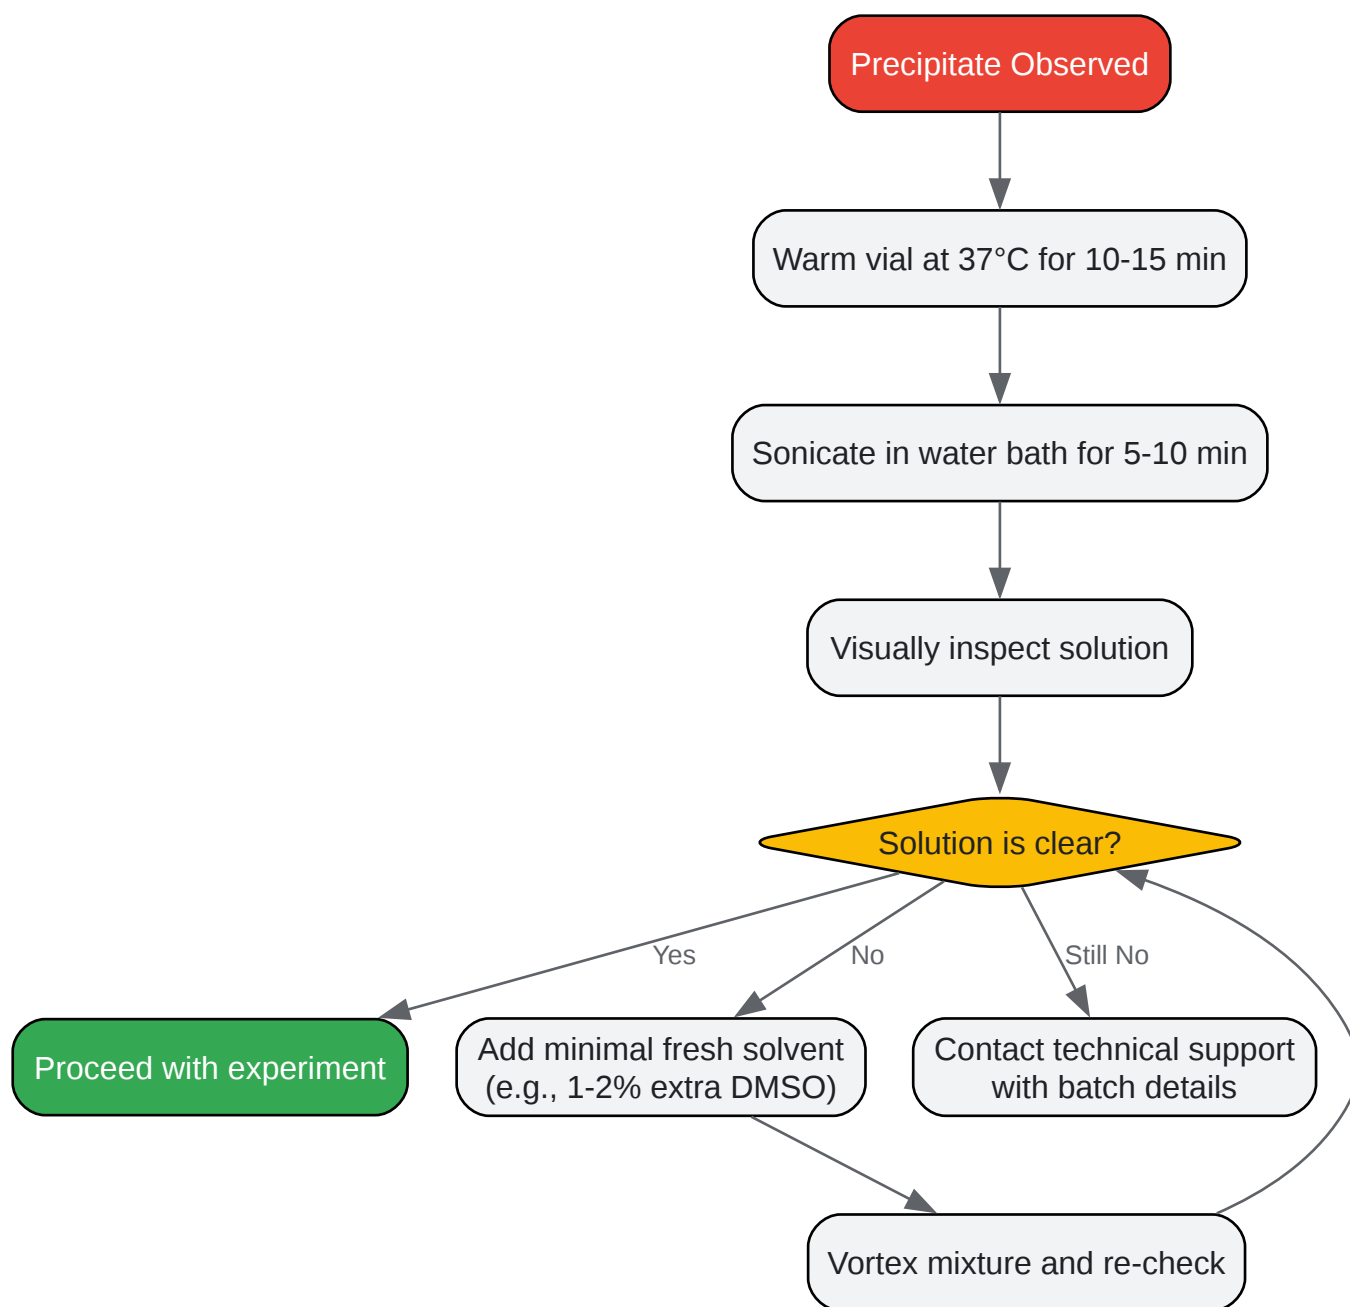 Precipitate Observed
Warm vial at 37°C for 10-15 min
Sonicate in water bath for 5-10 min
Visually inspect solution
Solution is clear?
Yes
No
Still No
Proceed with experiment
Add minimal fresh solvent
(e.g., 1-2% extra DMSO)
Contact technical support
with batch details
Vortex mixture and re-check